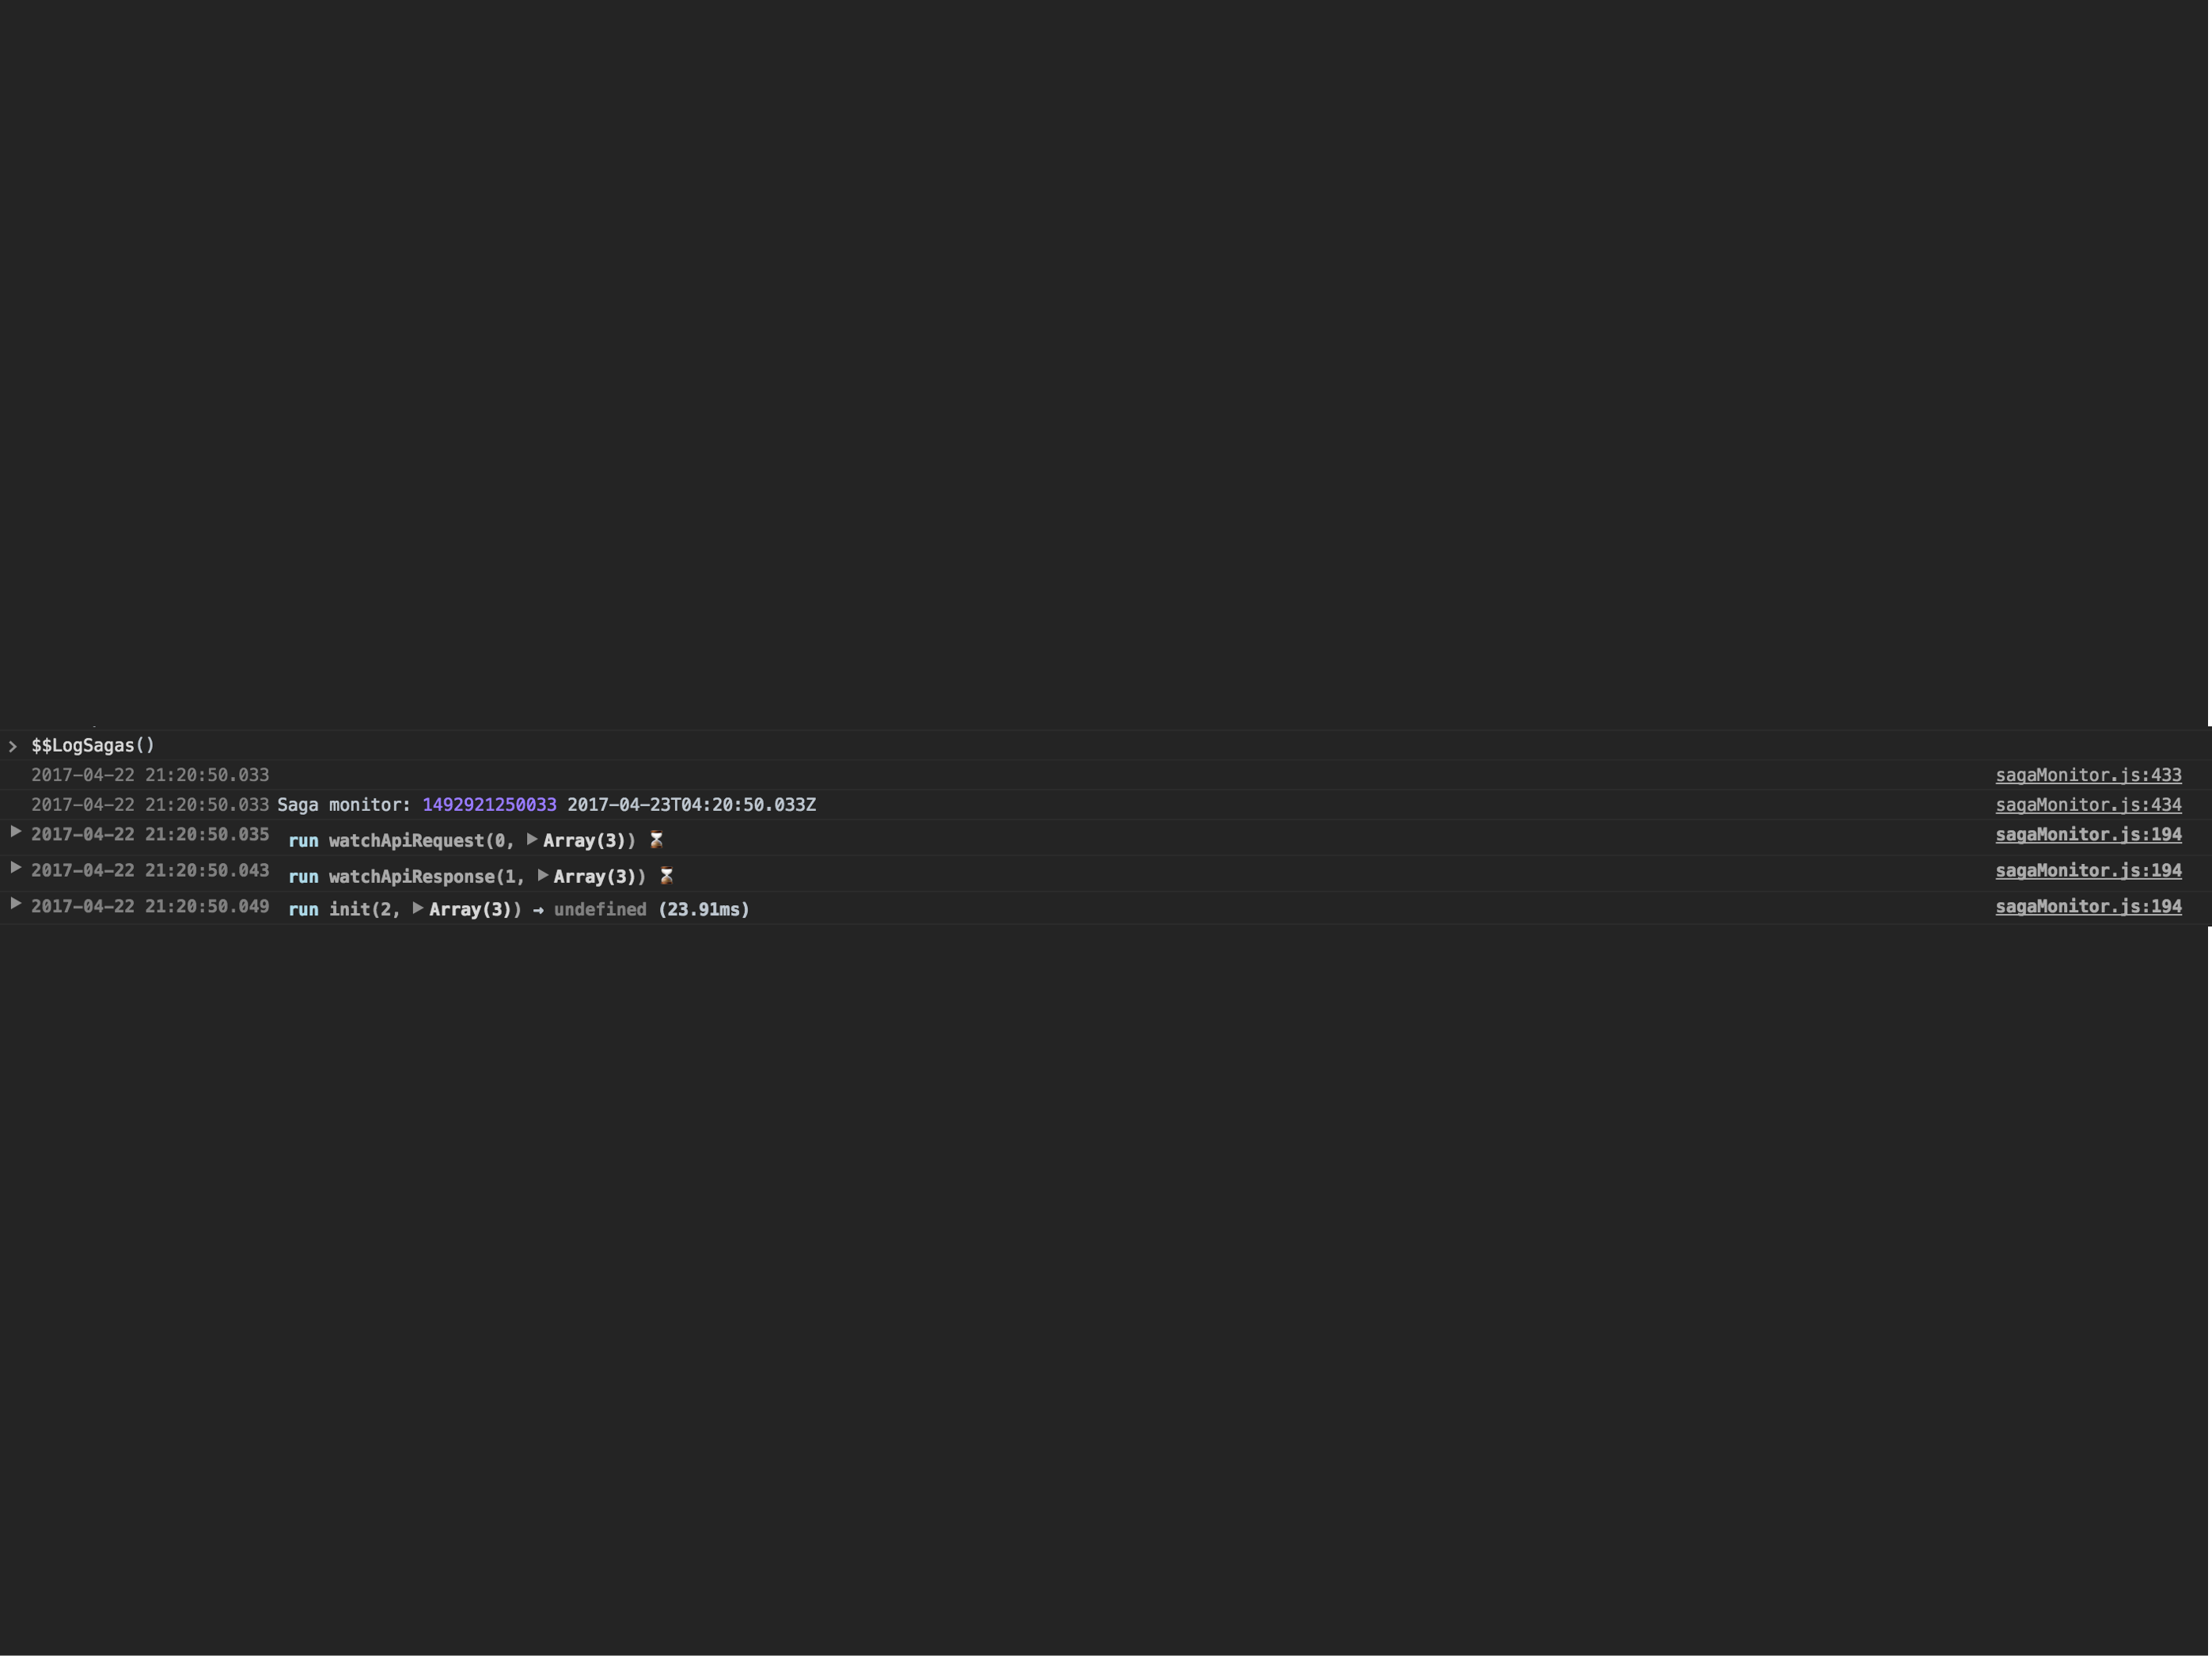 > $$LogSagas()
2017-04-22 21:20:50.033 sagaMonitor.js:433
2017-04-22 21:20:50.033 Saga monitor: 1492921250033 2017-04-23T04:20:50.033Z sagaMonitor.js:434
▶ 2017-04-22 21:20:50.035 run watchApiRequest(0, ▶Array(3)) ⌛ sagaMonitor.js:194
▶ 2017-04-22 21:20:50.043 run watchApiResponse(1, ▶Array(3)) ⌛ sagaMonitor.js:194
▶ 2017-04-22 21:20:50.049 run init(2, ▶Array(3)) → undefined (23.91ms) sagaMonitor.js:194